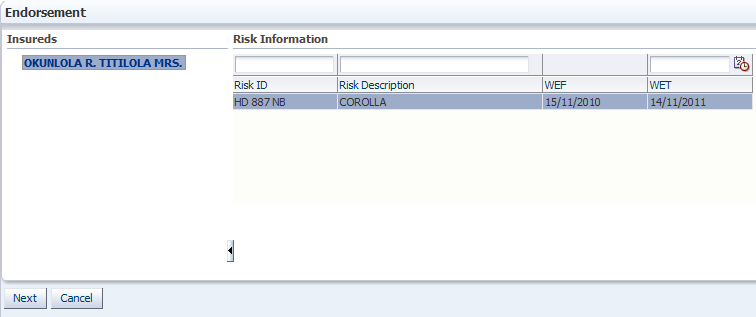 Endorsement
Insureds
OKUNLOLA R. TITILOLA MRS.
Risk Information
Risk ID Risk Description WEF WET
HD 887 NB COROLLA 15/11/2010 14/11/2011
Next Cancel